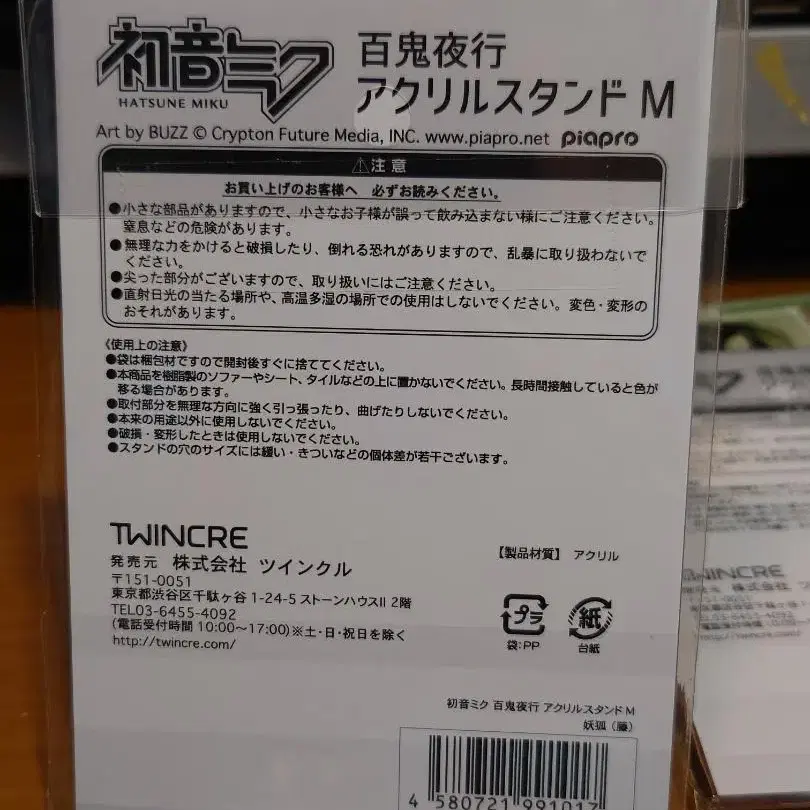 初音ミク
HATSUNE MIKU
百鬼夜行
アクリルスタンド M
Art by BUZZ © Crypton Future Media, INC. www.piapro.net piapro
⚠注意
お買い上げのお客様へ 必ずお読みください。
●小さな部品がありますので、小さなお子様が誤って飲み込まない様にご注意ください。
窒息などの危険があります。
●無理な力をかけると破損したり、倒れる恐れがありますので、乱暴に取り扱わないで
ください。
●尖った部分がございますので、取り扱いにはご注意ください。
●直射日光の当たる場所や、高温多湿の場所での使用はしないでください。変色・変形の
おそれがあります。
《使用上の注意》
●袋は梱包材ですので開封後すぐに捨ててください。
●本商品を樹脂製のソファーやシート、タイルなどの上に置かないでください。長時間接触していると色が
移る場合があります。
●取付部分を無理な方向に強く引っ張ったり、曲げたりしないでください。
●本来の用途以外に使用しないでください。
●破損・変形したときは使用しないでください。
●スタンドの穴のサイズには緩い・きついなどの個体差が若干ございます。
TWINCRE
発売元 株式会社 ツインクル
〒151-0051
東京都渋谷区千駄ヶ谷 1-24-5 ストーンハウスII 2階
TEL03-6455-4092
(電話受付時間 10:00～17:00)※土・日・祝日を除く
http://twincre.com/
【製品材質】 アクリル
プラ
袋:PP
紙
台紙
初音ミク 百鬼夜行 アクリルスタンド M
妖狐（藤）
4 580721 991017